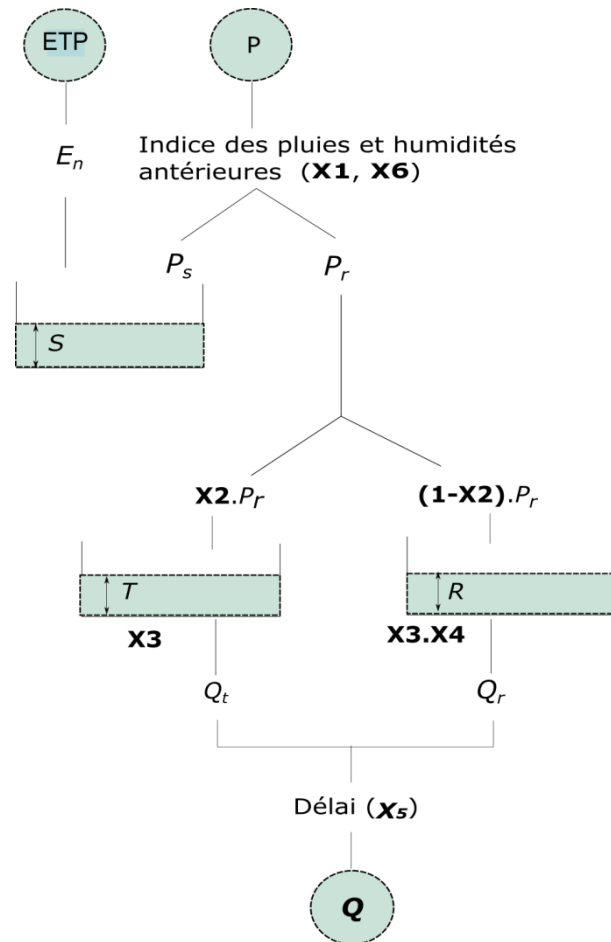 ETP
P
Indice des pluies et humidités
antérieures (X1, X6)
Eₙ
Pₛ
Pᵣ
S
X2.Pr
(1-X2).Pᵣ
T
R
X3
X3.X4
Qₜ
Qᵣ
Délai (X₅)
Q